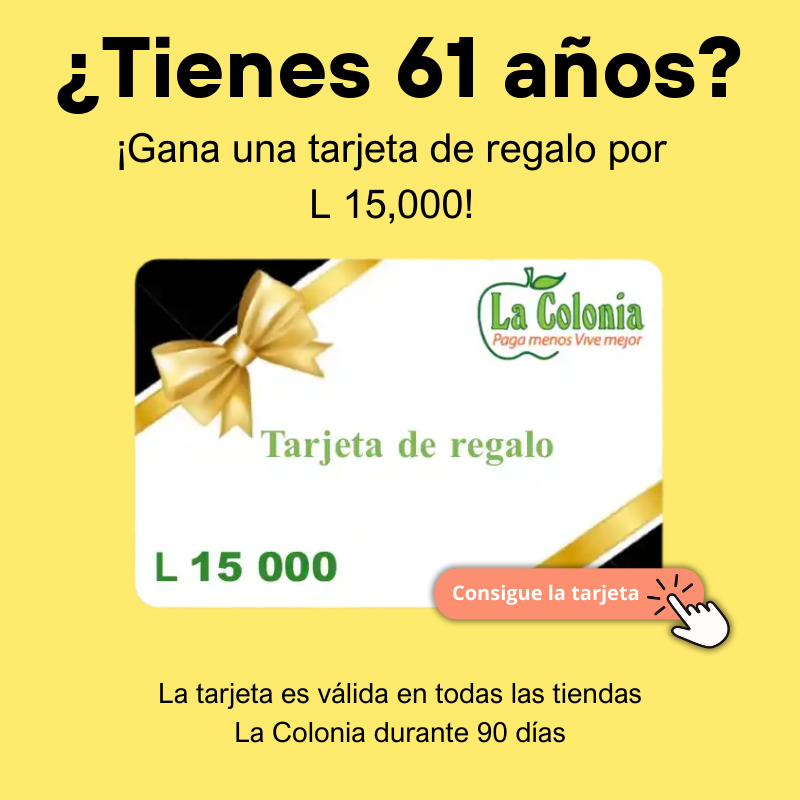 ¿Tienes 61 años?
¡Gana una tarjeta de regalo por
L 15,000!
La Colonia
Paga menos Vive mejor
Tarjeta de regalo
L 15 000
Consigue la tarjeta
La tarjeta es válida en todas las tiendas
La Colonia durante 90 días